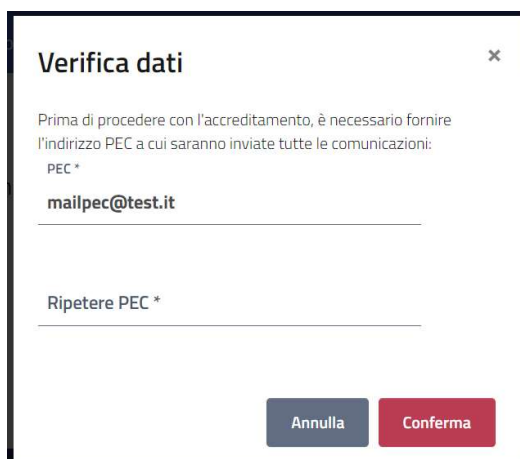 Verifica dati
×
Prima di procedere con l'accreditamento, è necessario fornire
l'indirizzo PEC a cui saranno inviate tutte le comunicazioni:
PEC *
mailpec@test.it
Ripetere PEC *
Annulla Conferma